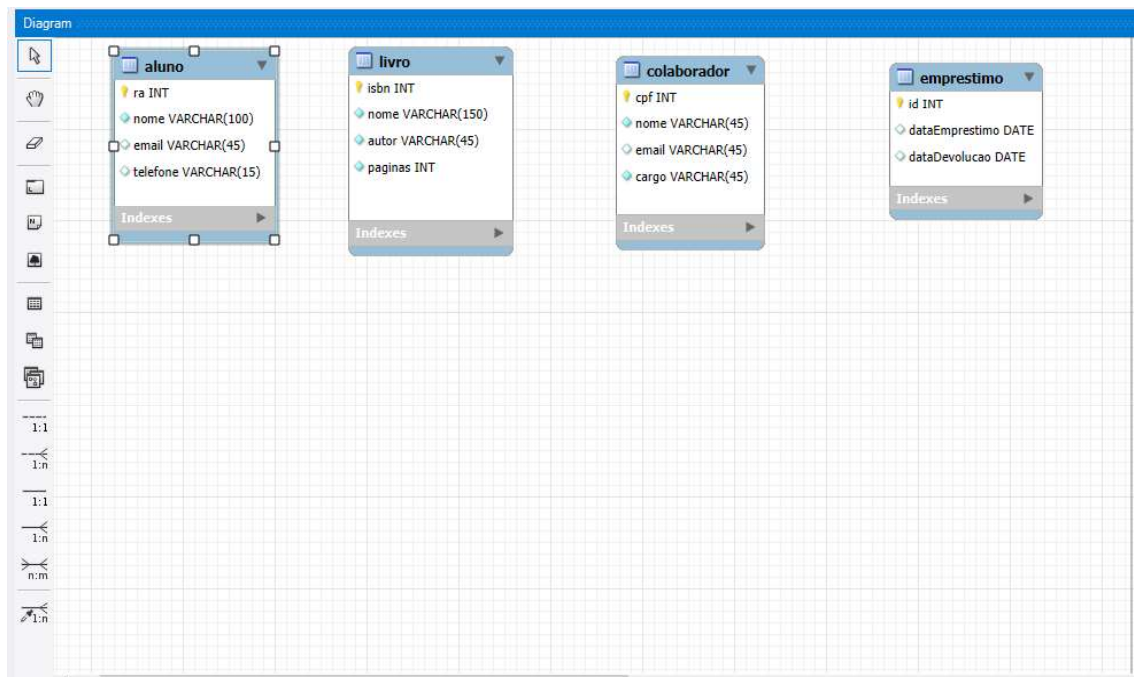 Diagram
aluno
ra INT
nome VARCHAR(100)
email VARCHAR(45)
telefone VARCHAR(15)
Indexes
livro
isbn INT
nome VARCHAR(150)
autor VARCHAR(45)
paginas INT
Indexes
colaborador
cpf INT
nome VARCHAR(45)
email VARCHAR(45)
cargo VARCHAR(45)
Indexes
emprestimo
id INT
dataEmprestimo DATE
dataDevolucao DATE
Indexes
1:1
1:n
1:1
1:n
n:m
1:n